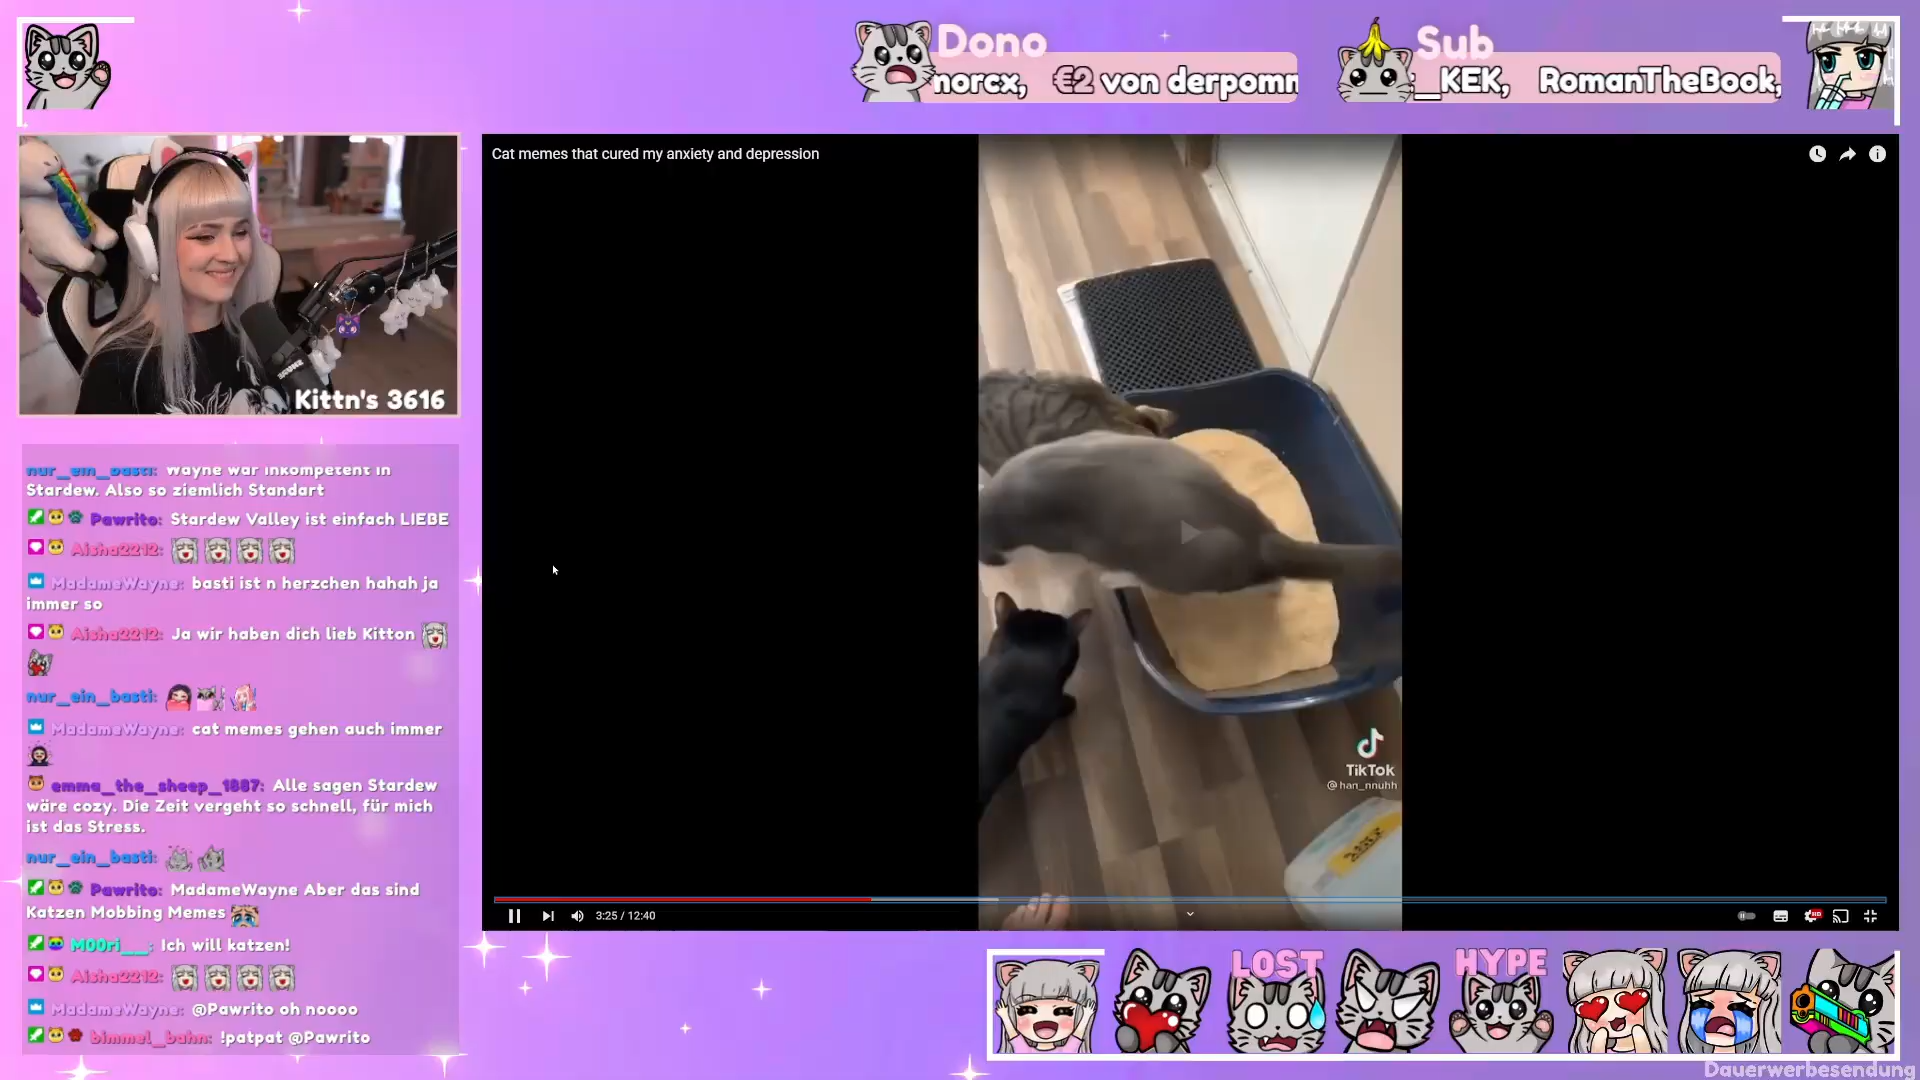 Dono
norcx, €2 von derpomm
Sub
_KEK, RomanTheBook,
Cat memes that cured my anxiety and depression
Kittn's 3616
nur_ein_basti: Wayne war inkompetent in
Stardew. Also so ziemlich Standart
Pawrito: Stardew Valley ist einfach LIEBE
Aisha2212:
MadameWayne: basti ist n herzchen hahah ja
immer so
Aisha2212: Ja wir haben dich lieb Kitton
nur_ein_basti:
MadameWayne: cat memes gehen auch immer
emma_the_sheep_1887: Alle sagen Stardew
wäre cozy. Die Zeit vergeht so schnell, für mich
ist das Stress.
nur_ein_basti:
Pawrito: MadameWayne Aber das sind
Katzen Mobbing Memes
M00ri__: Ich will katzen!
Aisha2212:
MadameWayne: @Pawrito oh noooo
bimmel_bahn: !patpat @Pawrito
TikTok
@han_nnuhh
3:25 / 12:40
HD
LOST
HYPE
Dauerwerbesendung